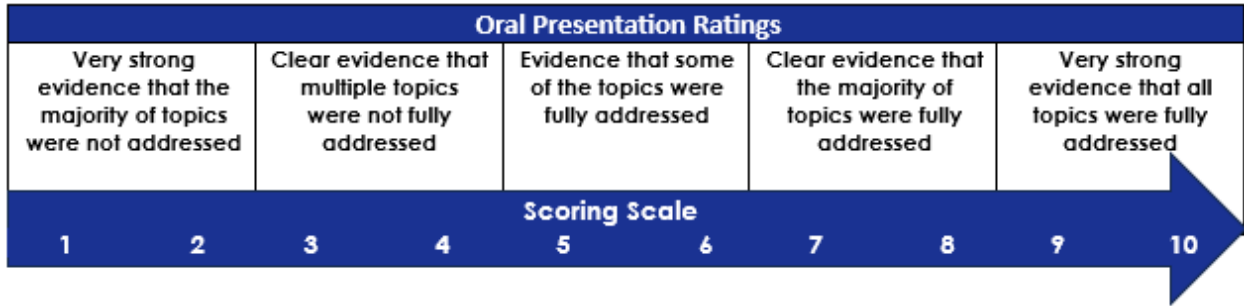 Oral Presentation Ratings
Very strong
evidence that the
majority of topics
were not addressed
Clear evidence that
multiple topics
were not fully
addressed
Evidence that some
of the topics were
fully addressed
Clear evidence that
the majority of
topics were fully
addressed
Very strong
evidence that all
topics were fully
addressed
Scoring Scale
1 2 3 4 5 6 7 8 9 10